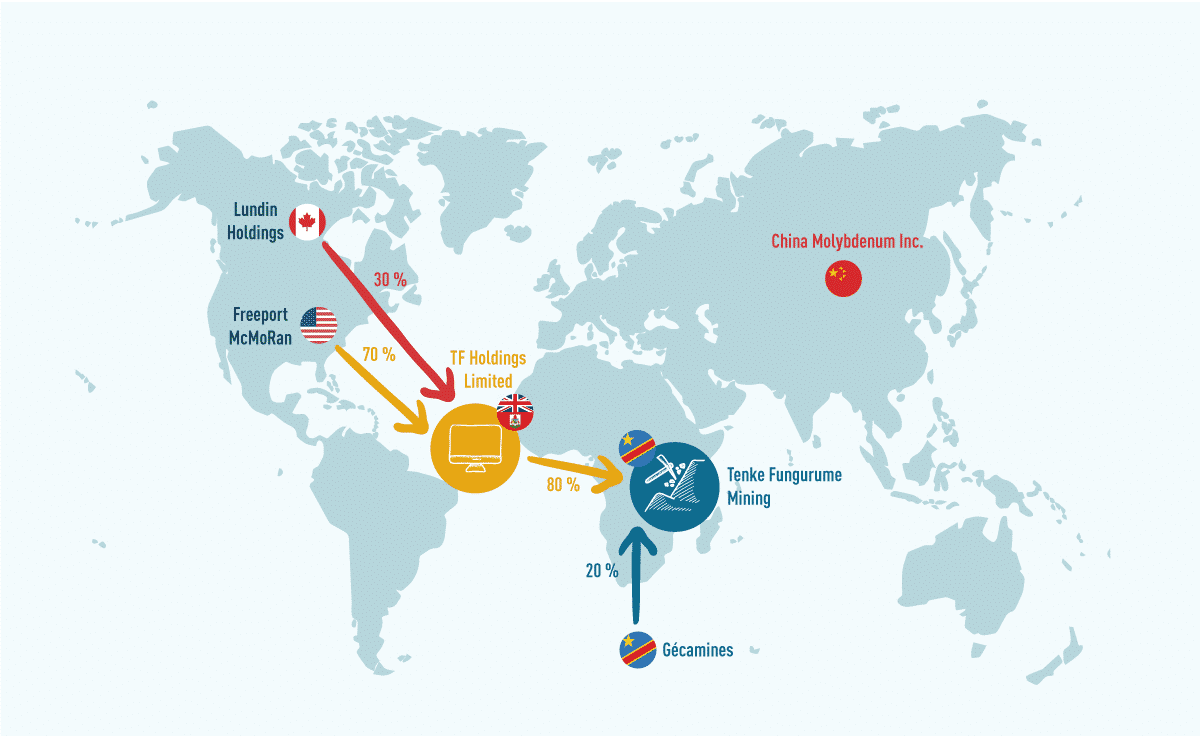 Lundin
Holdings
30 %
Freeport
McMoRan
70 %
TF Holdings
Limited
China Molybdenum Inc.
80 %
Tenke Fungurume
Mining
20 %
Gécamines